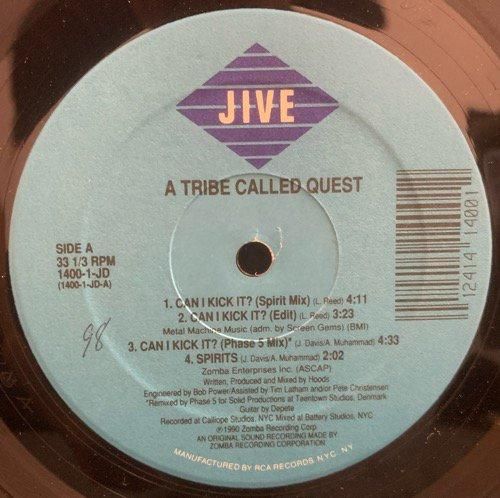 JIVE
A TRIBE CALLED QUEST
SIDE A
33 1/3 RPM
1400-1-JD
(1400-1-JD-A)
12414 14001
98
1. CAN I KICK IT? (Spirit Mix) (L. Reed) 4:11
2. CAN I KICK IT? (Edit) (L. Reed) 3:23
Metal Machine Music (adm. by Screen Gems) (BMI)
3. CAN I KICK IT? (Phase 5 Mix)* (J. Davis/A. Muhammad) 4:33
4. SPIRITS (J. Davis/A. Muhammad) 2:02
Zomba Enterprises Inc. (ASCAP)
Written, Produced and Mixed by Hoods
Engineered by Bob Power/Assisted by Tim Latham and/or Pete Christensen
*Remixed by Phase 5 for Solid Productions at Teentown Studios, Denmark
Guitar by Depete
Recorded at Calliope Studios, NYC Mixed at Battery Studios, NYC
℗1990 Zomba Recording Corp
AN ORIGINAL SOUND RECORDING MADE BY
ZOMBA RECORDING CORPORATION
MANUFACTURED BY RCA RECORDS, NYC, NY